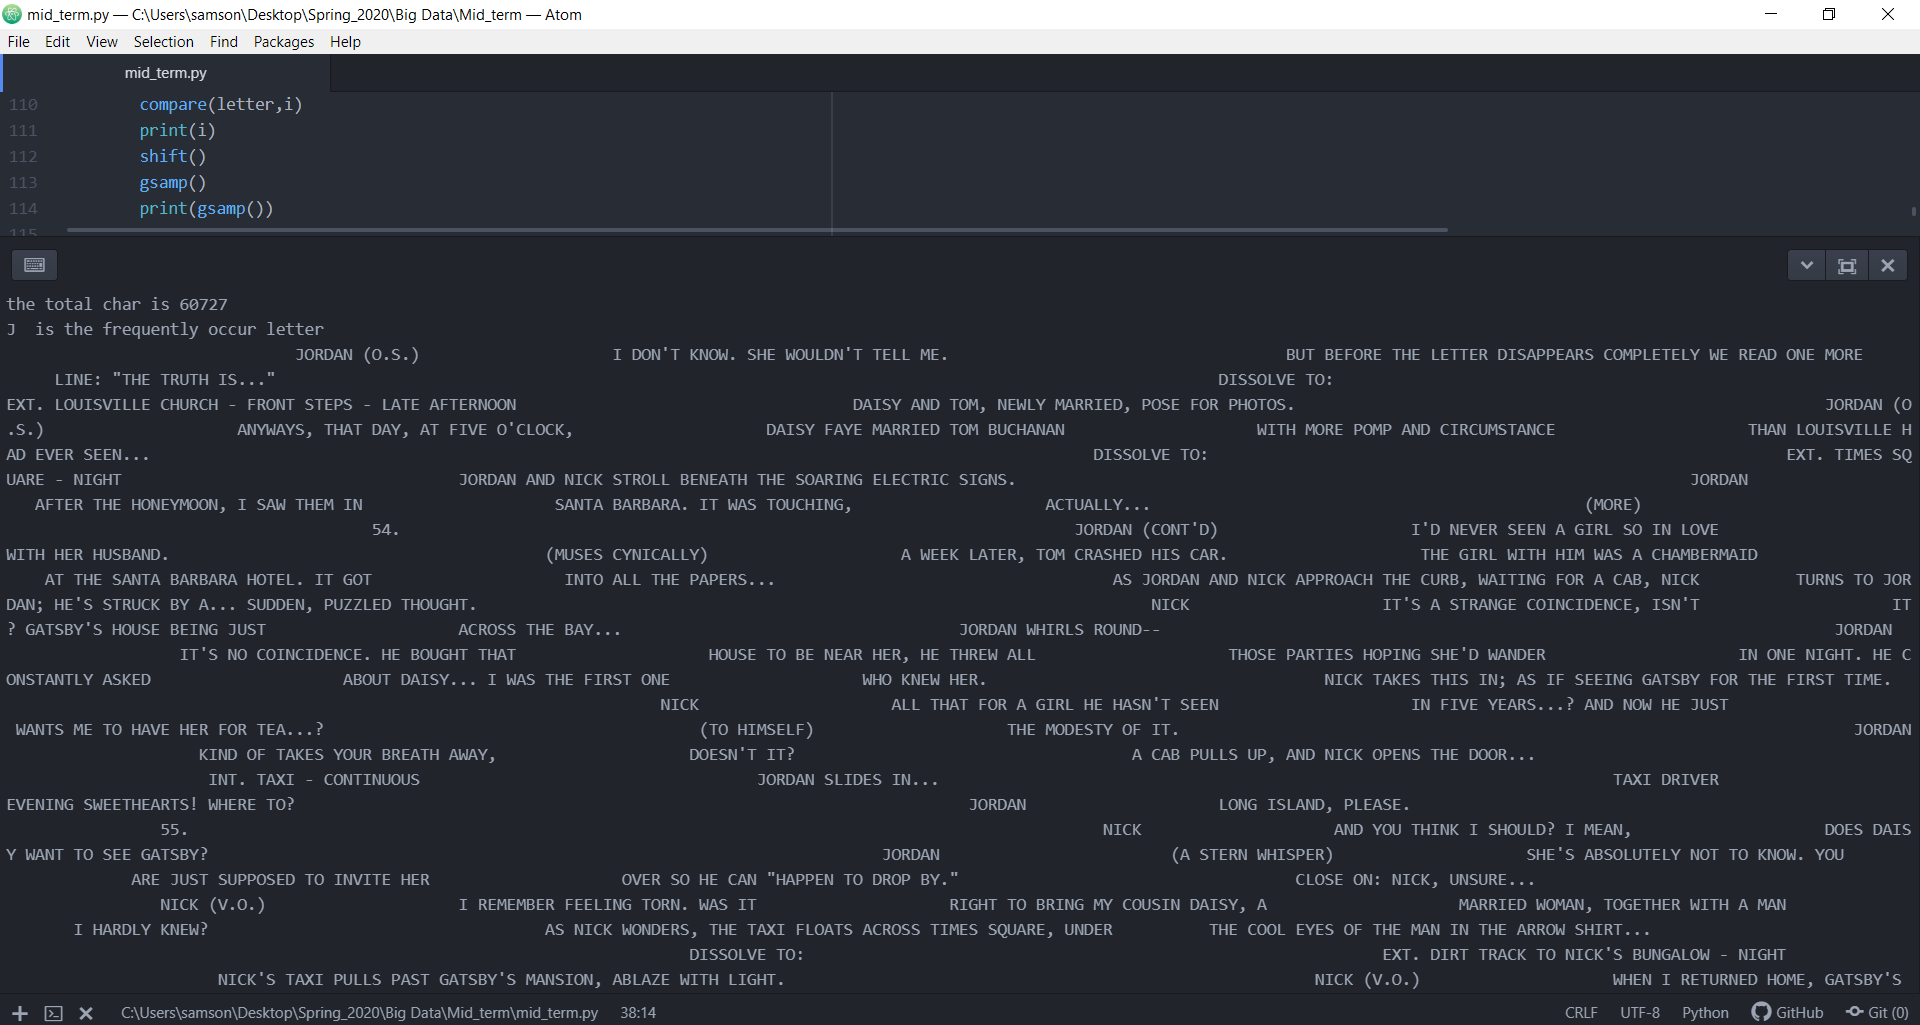 mid_term.py — C:\Users\samson\Desktop\Spring_2020\Big Data\Mid_term — Atom
File Edit View Selection Find Packages Help
mid_term.py
110 compare(letter,i)
111 print(i)
112 shift()
113 gsamp()
114 print(gsamp())
115
the total char is 60727
J  is the frequently occur letter
JORDAN (O.S.) I DON'T KNOW. SHE WOULDN'T TELL ME. BUT BEFORE THE LETTER DISAPPEARS COMPLETELY WE READ ONE MORE
LINE: "THE TRUTH IS..." DISSOLVE TO:
EXT. LOUISVILLE CHURCH - FRONT STEPS - LATE AFTERNOON DAISY AND TOM, NEWLY MARRIED, POSE FOR PHOTOS. JORDAN (O
.S.) ANYWAYS, THAT DAY, AT FIVE O'CLOCK, DAISY FAYE MARRIED TOM BUCHANAN WITH MORE POMP AND CIRCUMSTANCE THAN LOUISVILLE H
AD EVER SEEN... DISSOLVE TO: EXT. TIMES SQ
UARE - NIGHT JORDAN AND NICK STROLL BENEATH THE SOARING ELECTRIC SIGNS. JORDAN
AFTER THE HONEYMOON, I SAW THEM IN SANTA BARBARA. IT WAS TOUCHING, ACTUALLY... (MORE)
54. JORDAN (CONT'D) I'D NEVER SEEN A GIRL SO IN LOVE
WITH HER HUSBAND. (MUSES CYNICALLY) A WEEK LATER, TOM CRASHED HIS CAR. THE GIRL WITH HIM WAS A CHAMBERMAID
AT THE SANTA BARBARA HOTEL. IT GOT INTO ALL THE PAPERS... AS JORDAN AND NICK APPROACH THE CURB, WAITING FOR A CAB, NICK TURNS TO JOR
DAN; HE'S STRUCK BY A... SUDDEN, PUZZLED THOUGHT. NICK IT'S A STRANGE COINCIDENCE, ISN'T IT
? GATSBY'S HOUSE BEING JUST ACROSS THE BAY... JORDAN WHIRLS ROUND-- JORDAN
IT'S NO COINCIDENCE. HE BOUGHT THAT HOUSE TO BE NEAR HER, HE THREW ALL THOSE PARTIES HOPING SHE'D WANDER IN ONE NIGHT. HE C
ONSTANTLY ASKED ABOUT DAISY... I WAS THE FIRST ONE WHO KNEW HER. NICK TAKES THIS IN; AS IF SEEING GATSBY FOR THE FIRST TIME.
NICK ALL THAT FOR A GIRL HE HASN'T SEEN IN FIVE YEARS...? AND NOW HE JUST
WANTS ME TO HAVE HER FOR TEA...? (TO HIMSELF) THE MODESTY OF IT. JORDAN
KIND OF TAKES YOUR BREATH AWAY, DOESN'T IT? A CAB PULLS UP, AND NICK OPENS THE DOOR...
INT. TAXI - CONTINUOUS JORDAN SLIDES IN... TAXI DRIVER
EVENING SWEETHEARTS! WHERE TO? JORDAN LONG ISLAND, PLEASE.
55. NICK AND YOU THINK I SHOULD? I MEAN, DOES DAIS
Y WANT TO SEE GATSBY? JORDAN (A STERN WHISPER) SHE'S ABSOLUTELY NOT TO KNOW. YOU
ARE JUST SUPPOSED TO INVITE HER OVER SO HE CAN "HAPPEN TO DROP BY." CLOSE ON: NICK, UNSURE...
NICK (V.O.) I REMEMBER FEELING TORN. WAS IT RIGHT TO BRING MY COUSIN DAISY, A MARRIED WOMAN, TOGETHER WITH A MAN
I HARDLY KNEW? AS NICK WONDERS, THE TAXI FLOATS ACROSS TIMES SQUARE, UNDER THE COOL EYES OF THE MAN IN THE ARROW SHIRT...
DISSOLVE TO: EXT. DIRT TRACK TO NICK'S BUNGALOW - NIGHT
NICK'S TAXI PULLS PAST GATSBY'S MANSION, ABLAZE WITH LIGHT. NICK (V.O.) WHEN I RETURNED HOME, GATSBY'S
C:\Users\samson\Desktop\Spring_2020\Big Data\Mid_term\mid_term.py 38:14 CRLF UTF-8 Python GitHub Git (0)